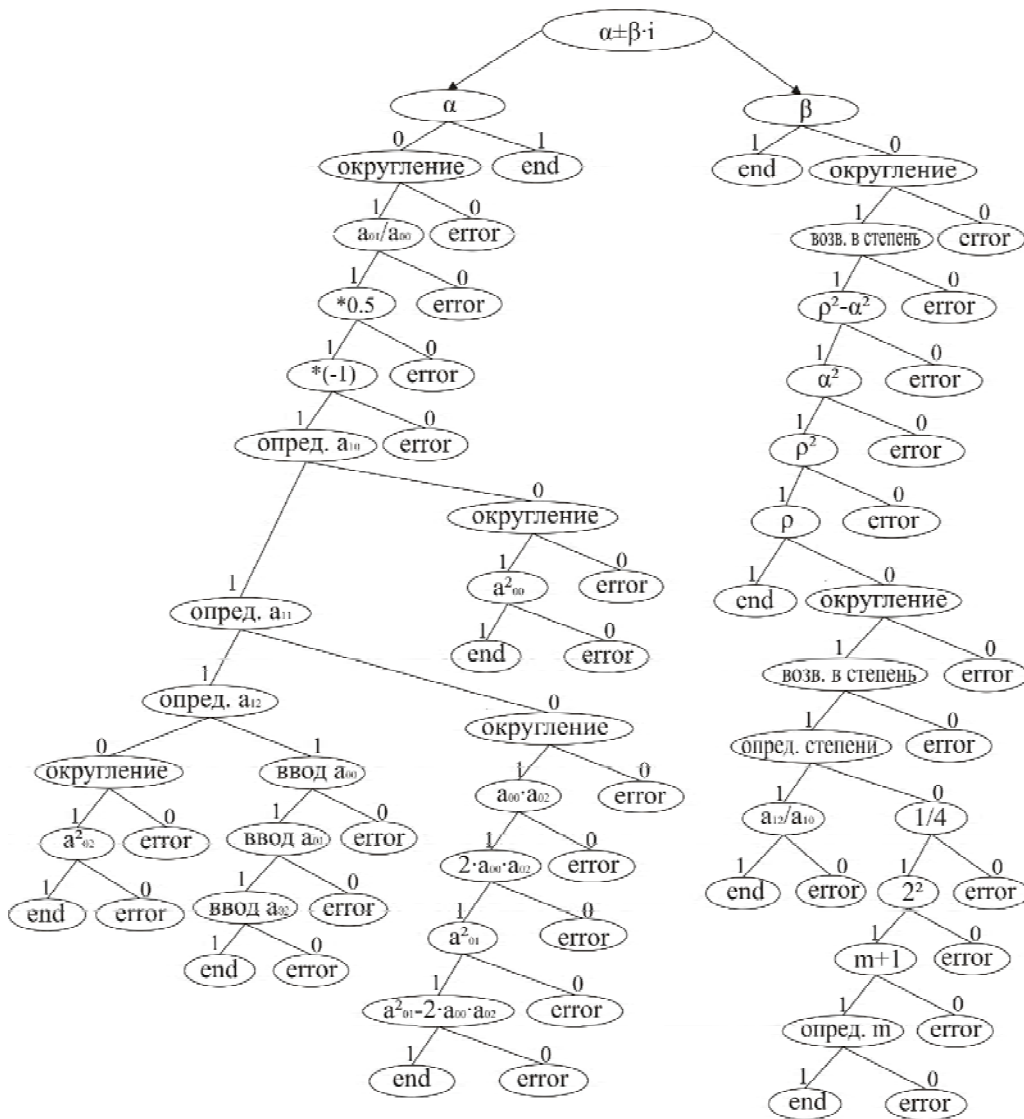 α±β·i
α
β
0 1
1 0
округление end
end округление
1 0
1 0
a₀₁/a₀₀ error
возв. в степень error
1 0
1 0
*0.5 error
ρ²-α² error
1 0
1 0
*(-1) error
α² error
1 0
1 0
опред. a₁₀ error
ρ² error
0
1 0
округление
ρ error
1 0
1 0
a²₀₀ error
end округление
1
опред. a₁₁
1 0
1 0
end error
возв. в степень error
1
опред. a₁₂
0
1 0
округление
опред. степени error
0 1
1 0
1 0
округление ввод a₀₀
a₀₀·a₀₂ error
a₁₂/a₁₀ 1/4
1 0 1 0
1 0
1 0 1 0
a²₀₂ error ввод a₀₁ error
2·a₀₀·a₀₂ error
end error 2² error
1 0 1 0
1 0
1 0
end error ввод a₀₂ error
a²₀₁ error
m+1 error
1 0
1 0
1 0
end error
a²₀₁-2·a₀₀·a₀₂ error
опред. m error
1 0
1 0
end error
end error